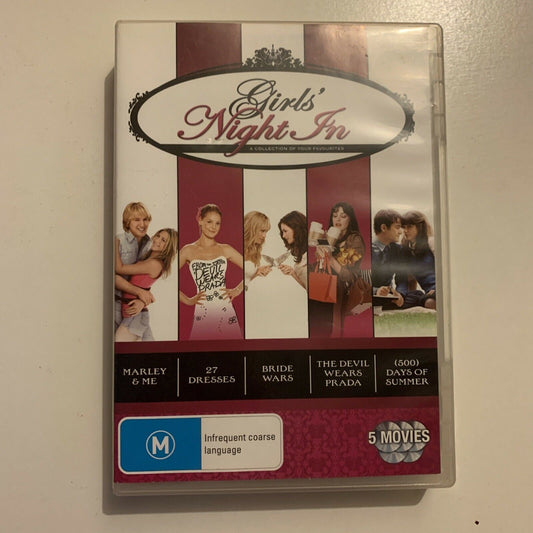 Girls'
Night In
A COLLECTION OF YOUR FAVOURITES
FROM THE
DEVIL
WEARS
PRADA
MARLEY
& ME
27
DRESSES
BRIDE
WARS
THE DEVIL
WEARS
PRADA
(500)
DAYS OF
SUMMER
M
Infrequent coarse
language
5 MOVIES